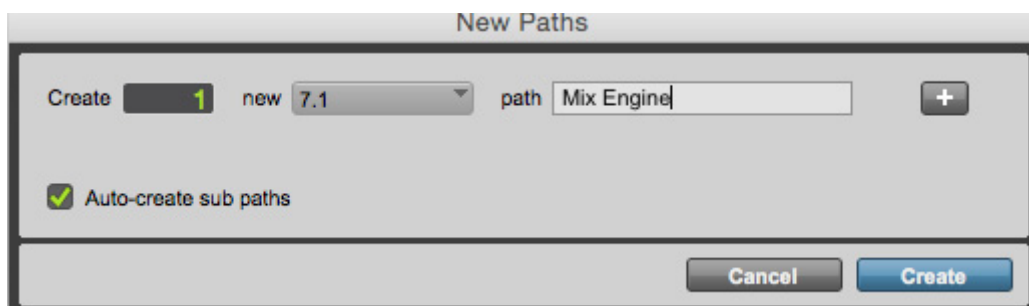 New Paths
Create 1 new 7.1 path Mix Engine +
Auto-create sub paths
Cancel Create